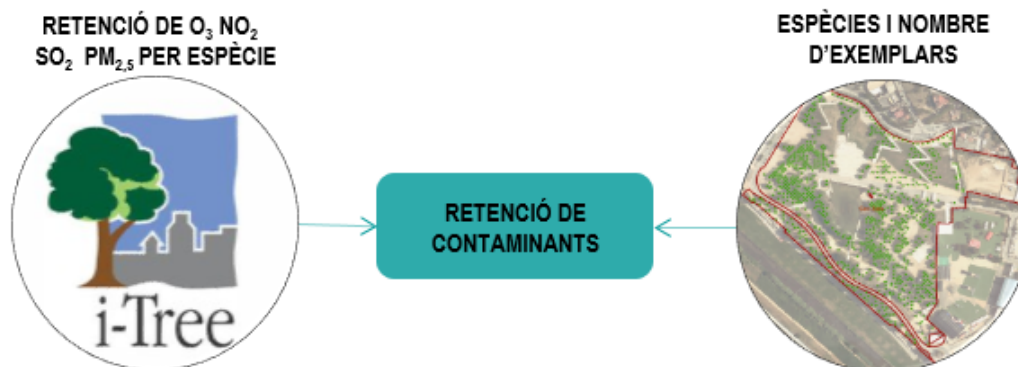 RETENCIÓ DE O₃ NO₂
SO₂ PM₂,₅ PER ESPÈCIE
i-Tree
RETENCIÓ DE
CONTAMINANTS
ESPÈCIES I NOMBRE
D'EXEMPLARS